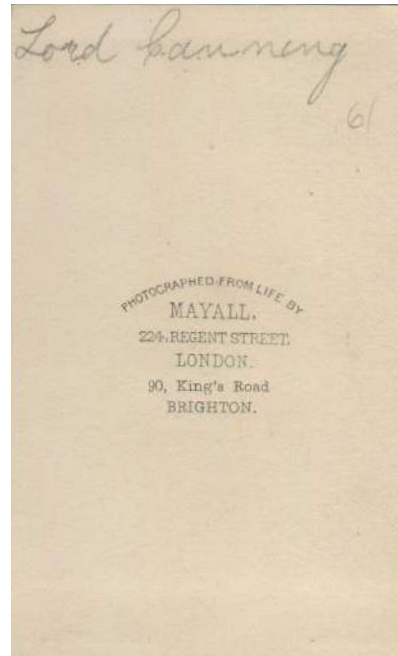 Lord Canning
61
PHOTOGRAPHED FROM LIFE BY
MAYALL.
224, REGENT STREET,
LONDON.
90, King's Road
BRIGHTON.